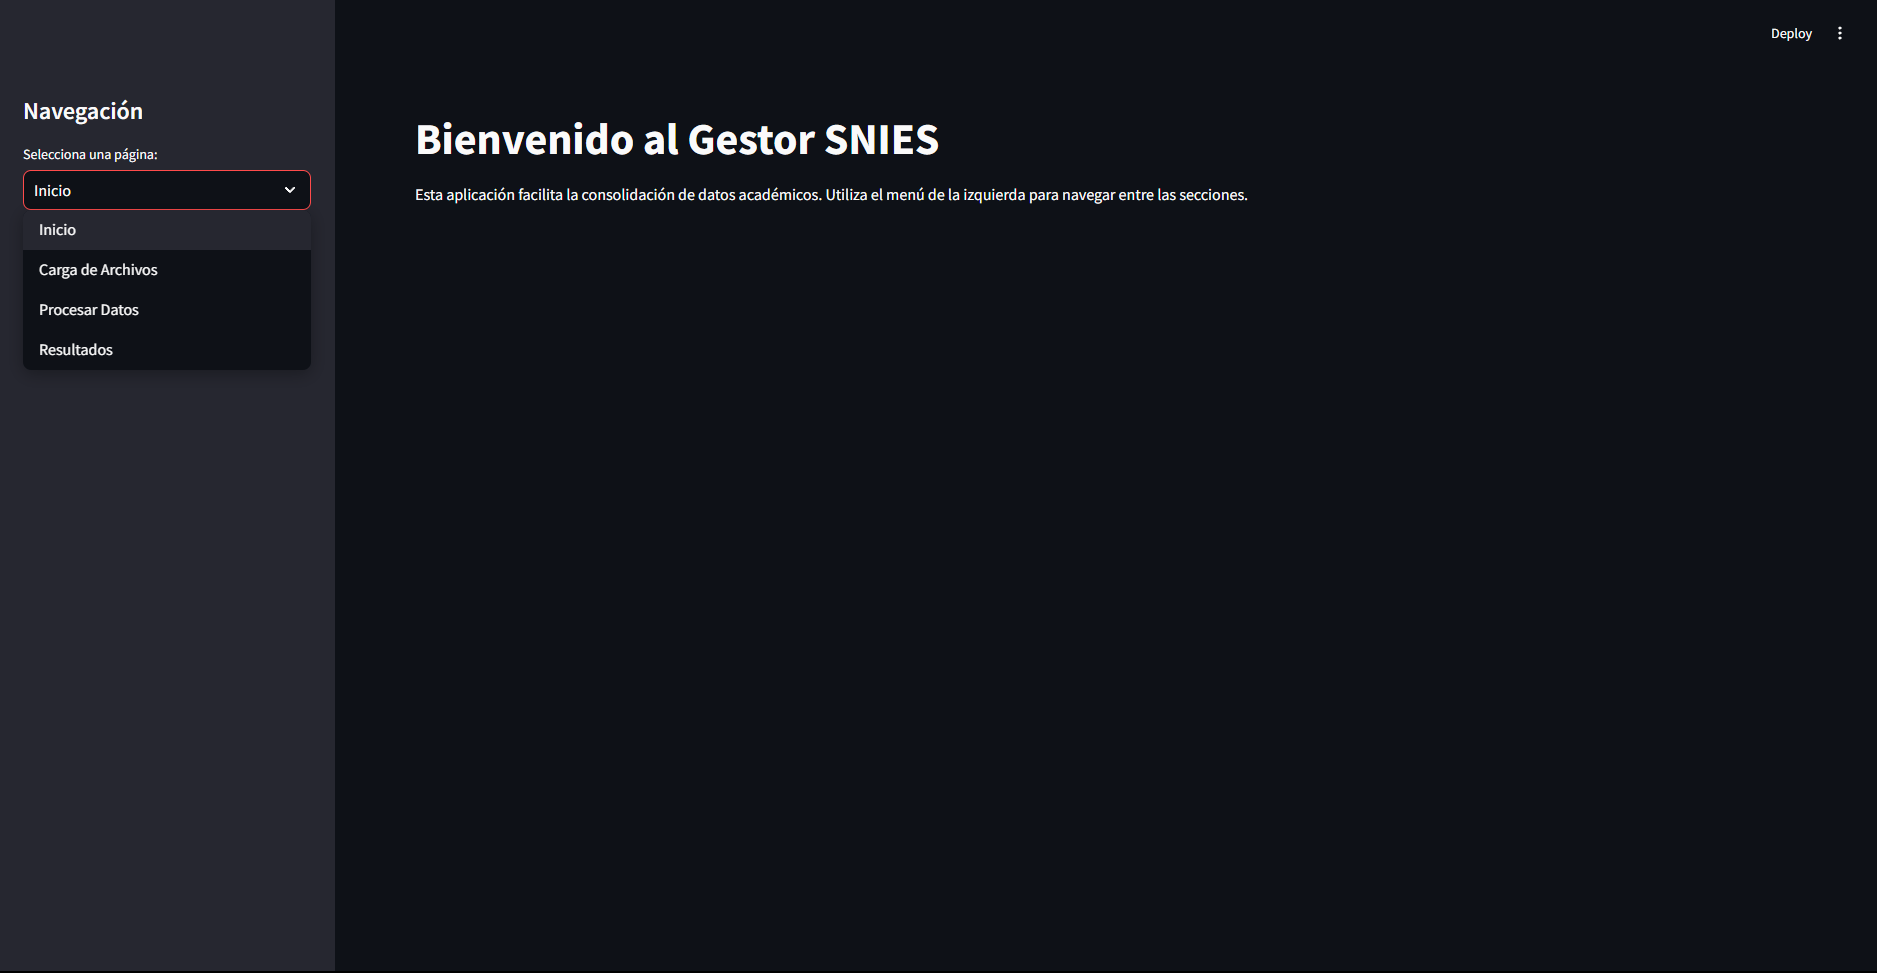 Deploy
Navegación
Selecciona una página:
Inicio
Inicio
Carga de Archivos
Procesar Datos
Resultados
Bienvenido al Gestor SNIES
Esta aplicación facilita la consolidación de datos académicos. Utiliza el menú de la izquierda para navegar entre las secciones.